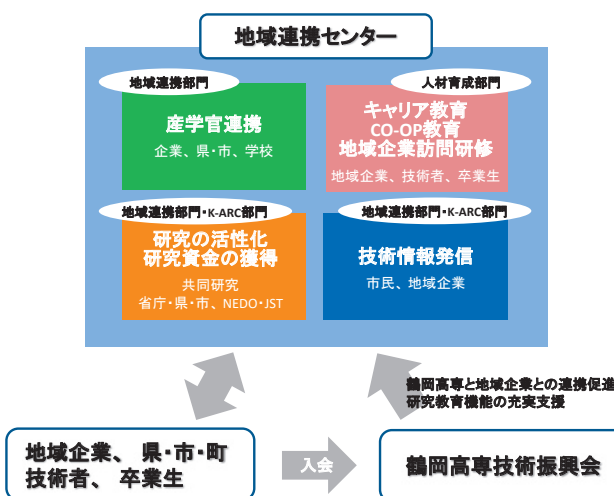 地域連携センター
地域連携部門
産学官連携
企業、県・市、学校
人材育成部門
キャリア教育
CO-OP教育
地域企業訪問研修
地域企業、技術者、卒業生
地域連携部門・K-ARC部門
研究の活性化
研究資金の獲得
共同研究
省庁・県・市、NEDO・JST
地域連携部門・K-ARC部門
技術情報発信
市民、地域企業
鶴岡高専と地域企業との連携促進
研究教育機能の充実支援
地域企業、 県・市・町
技術者、 卒業生
入会
鶴岡高専技術振興会